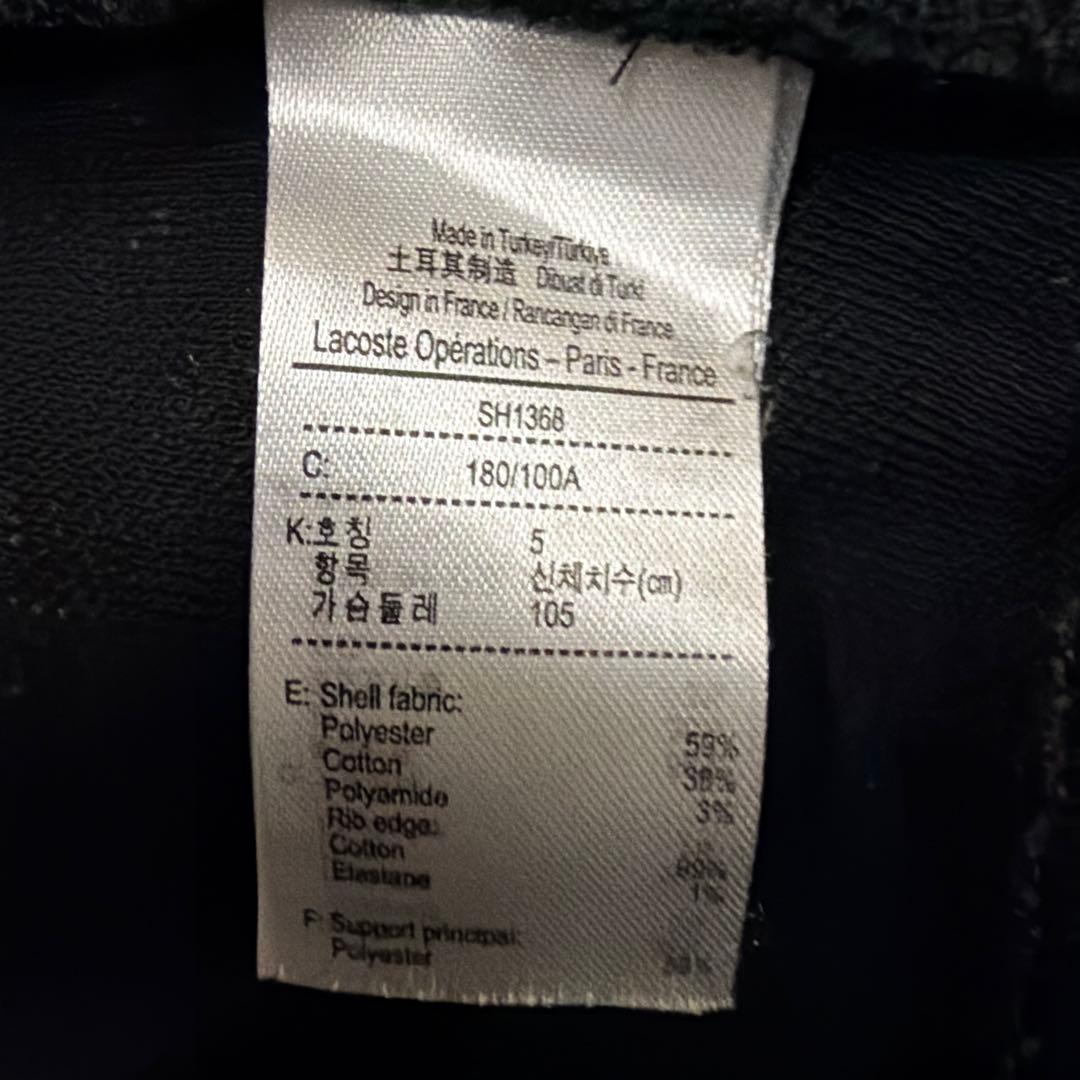 Made in Turkey/Türkiye
土耳其制造 Dibuat di Turki
Design in France / Rancangan di France
Lacoste Opérations – Paris - France
SH1368
C: 180/100A
K:호칭 5
항목 신체치수(㎝)
가슴둘레 105
E: Shell fabric:
Polyester 59%
Cotton 38%
Polyamide 3%
Rib edge:
Cotton 99%
Elastane 1%
F: Support principal:
Polyester